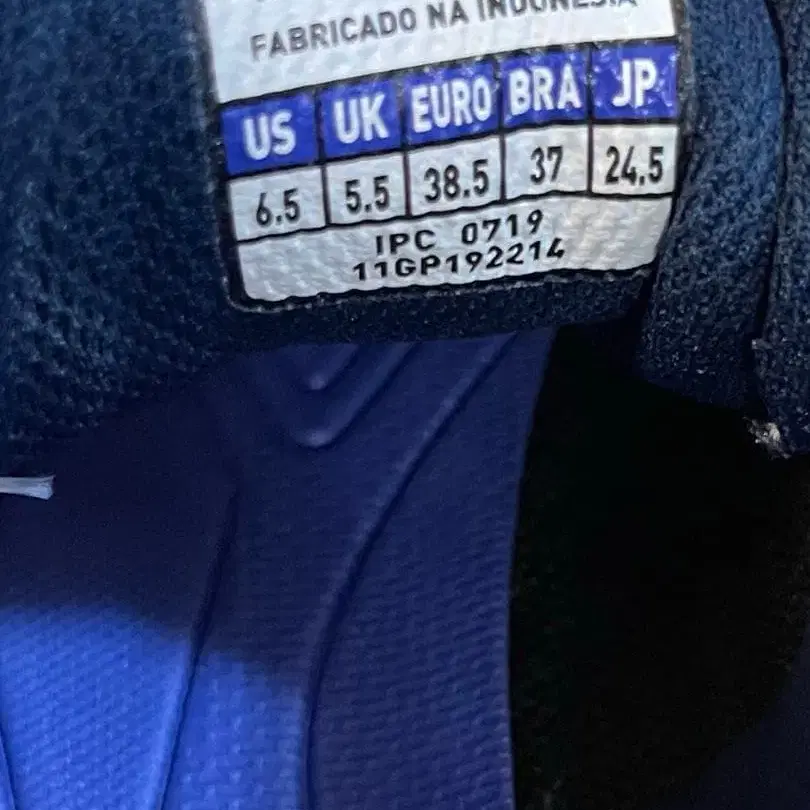 FABRICADO NA INDONESIA
US UK EURO BRA JP
6.5 5.5 38.5 37 24.5
IPC 0719
11GP192214